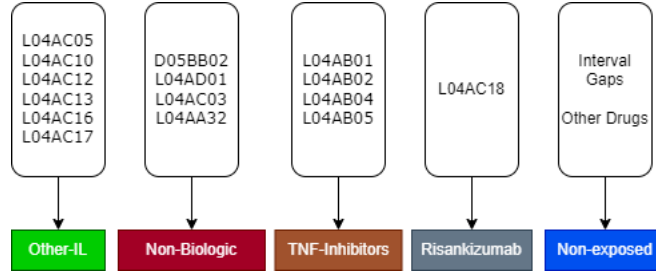 L04AC05
L04AC10
L04AC12
L04AC13
L04AC16
L04AC17
D05BB02
L04AD01
L04AC03
L04AA32
L04AB01
L04AB02
L04AB04
L04AB05
L04AC18
Interval
Gaps
Other Drugs
Other-IL
Non-Biologic
TNF-Inhibitors
Risankizumab
Non-exposed